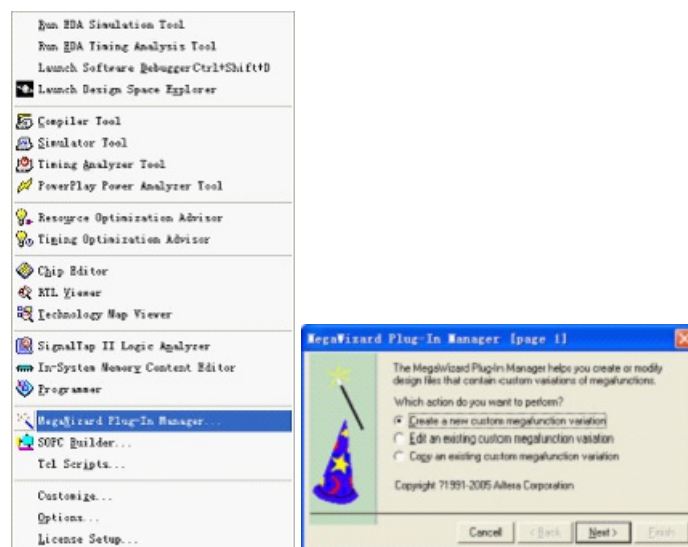 Run EDA Simulation Tool
Run EDA Timing Analysis Tool
Launch Software Debugger Ctrl+Shift+D
Launch Design Space Explorer
Compiler Tool
Simulator Tool
Timing Analyzer Tool
PowerPlay Power Analyzer Tool
Resource Optimization Advisor
Timing Optimization Advisor
Chip Editor
RTL Viewer
Technology Map Viewer
SignalTap II Logic Analyzer
In-System Memory Content Editor
Programmer
MegaWizard Plug-In Manager...
SOPC Builder...
Tcl Scripts...
Customize...
Options...
License Setup...
MegaWizard Plug-In Manager [page 1]
The MegaWizard Plug-In Manager helps you create or modify
design files that contain custom variations of megafunctions.
Which action do you want to perform?
Create a new custom megafunction variation
Edit an existing custom megafunction variation
Copy an existing custom megafunction variation
Copyright ?1991-2005 Altera Corporation
Cancel
< Back
Next >
Finish